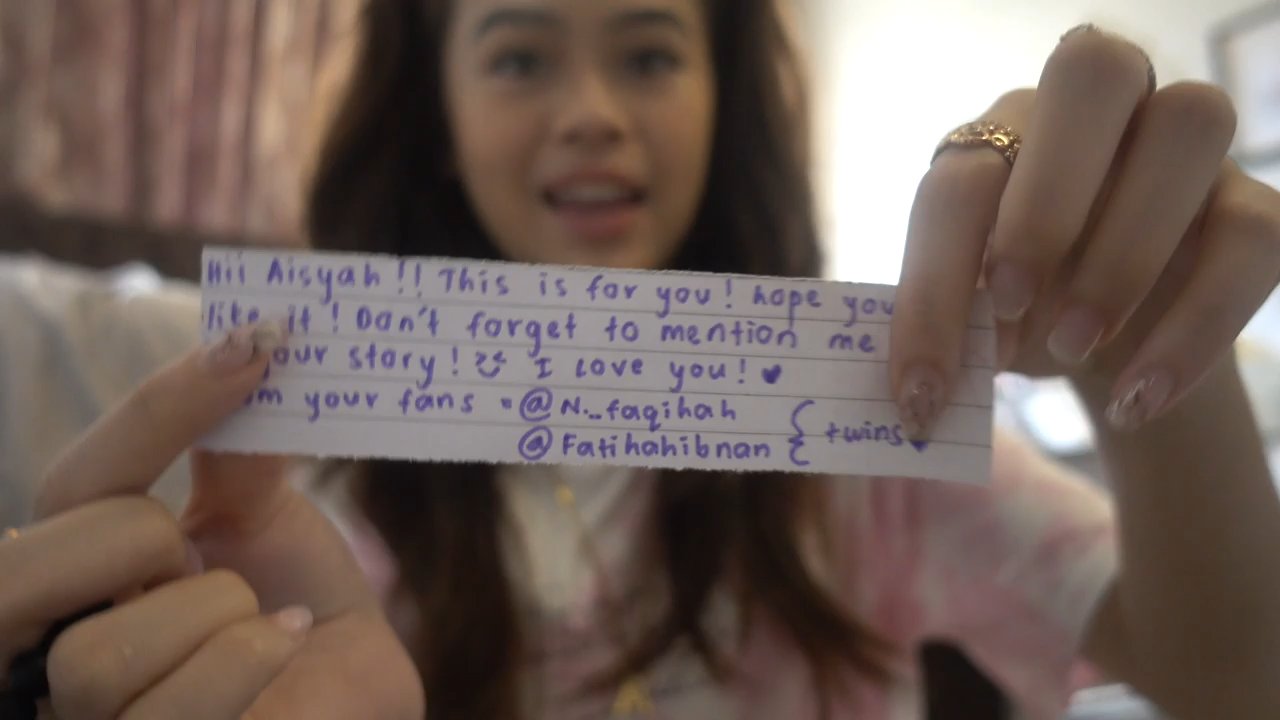 Hii Aisyah!! This is for you! hope you
like it! Don't forget to mention me
our story! I love you! ♥
m your fans = @N._faqihah
@Fatihahibnan } twins ♥